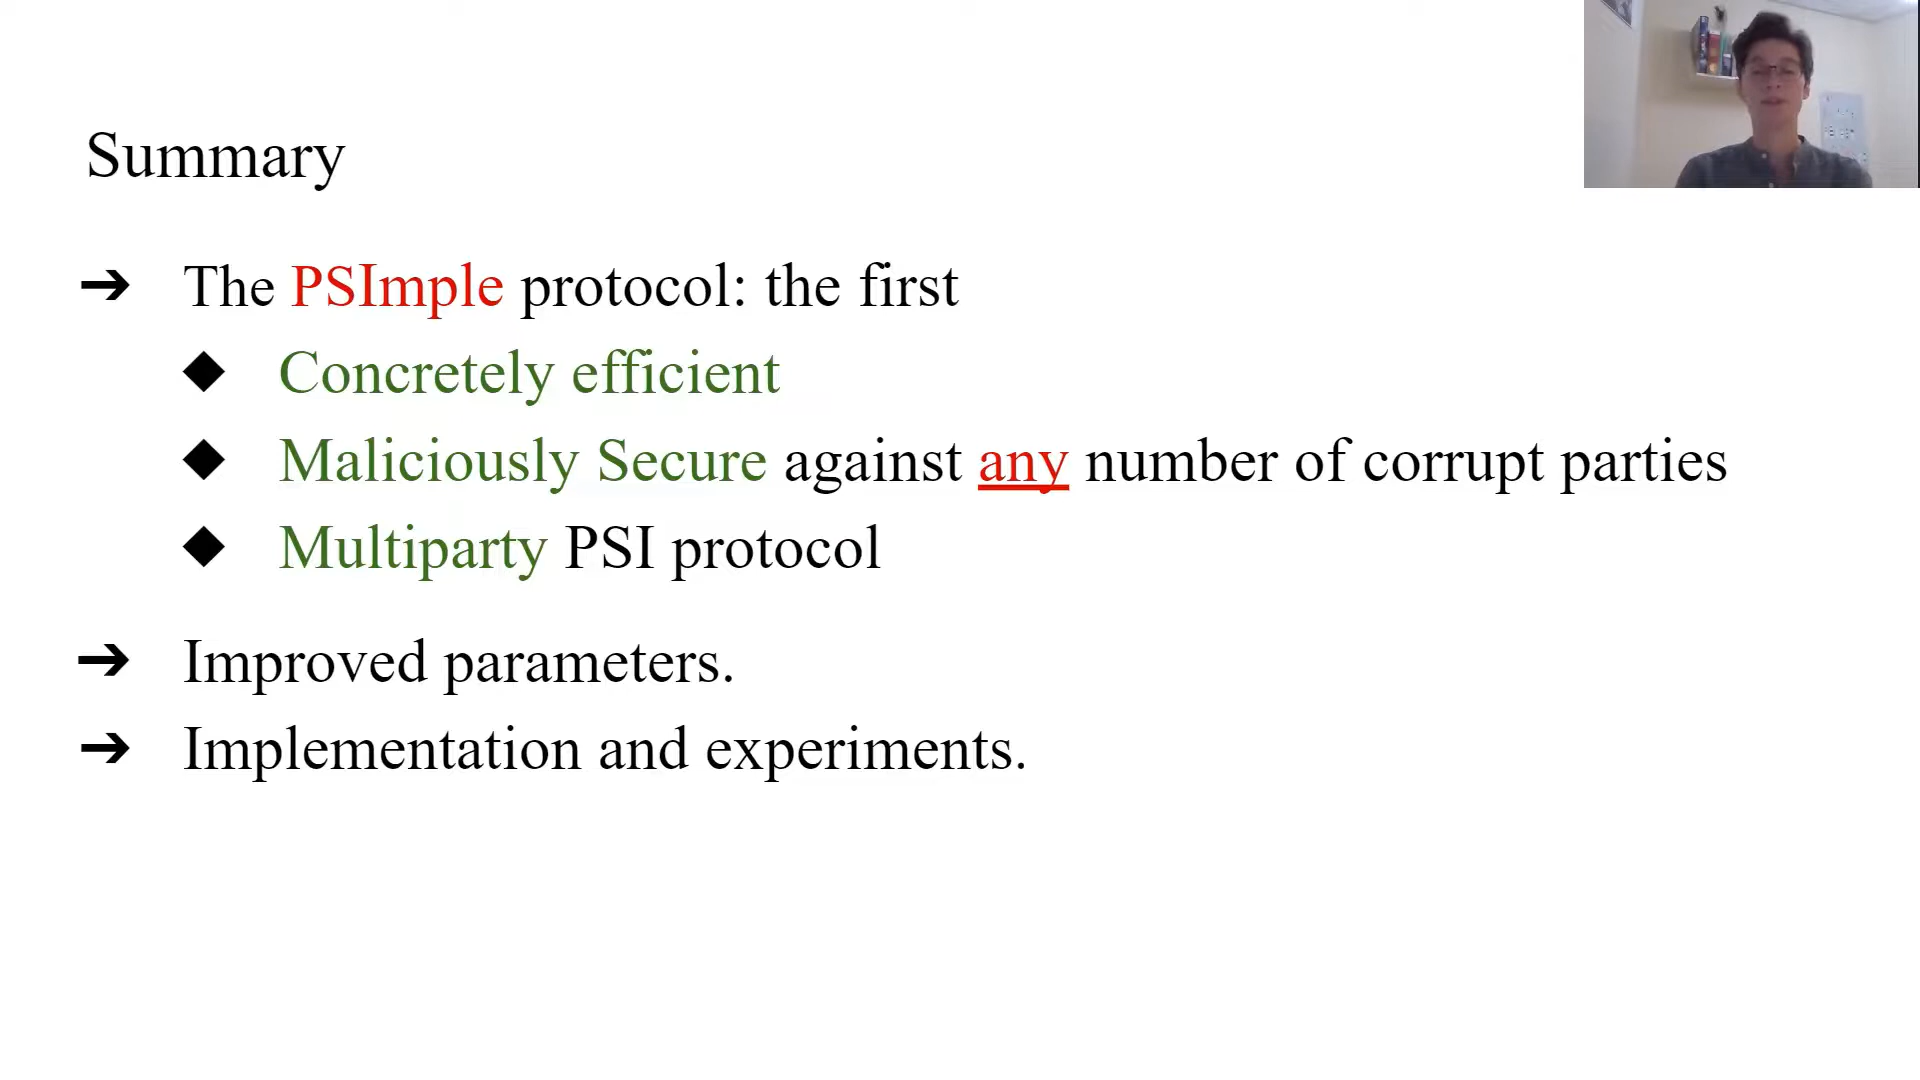 Summary
➔ The PSImple protocol: the first
◆ Concretely efficient
◆ Maliciously Secure against any number of corrupt parties
◆ Multiparty PSI protocol
➔ Improved parameters.
➔ Implementation and experiments.